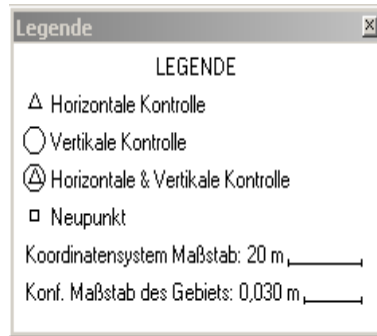 Legende
LEGENDE
Horizontale Kontrolle
Vertikale Kontrolle
Horizontale & Vertikale Kontrolle
Neupunkt
Koordinatensystem Maßstab: 20 m
Konf. Maßstab des Gebiets: 0,030 m